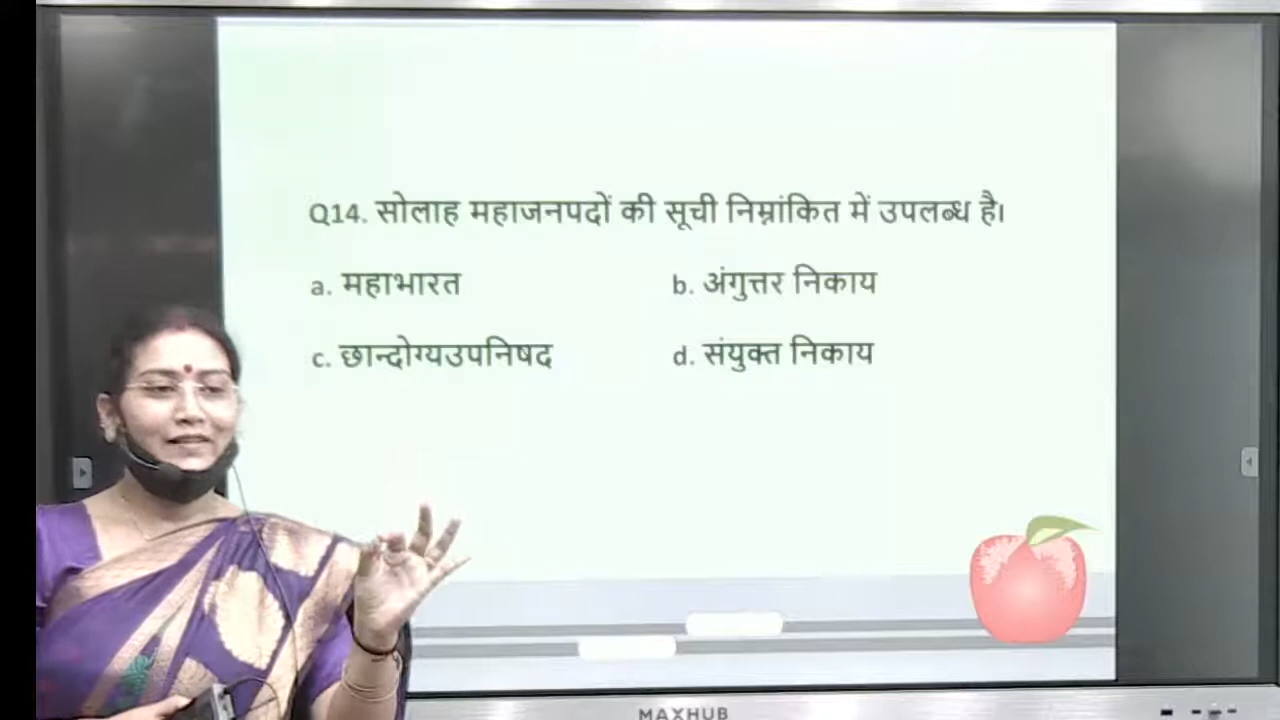 Q14. सोलाह महाजनपदों की सूची निम्नांकित में उपलब्ध है।
a. महाभारत b. अंगुत्तर निकाय
c. छान्दोग्यउपनिषद d. संयुक्त निकाय
MAXHUB